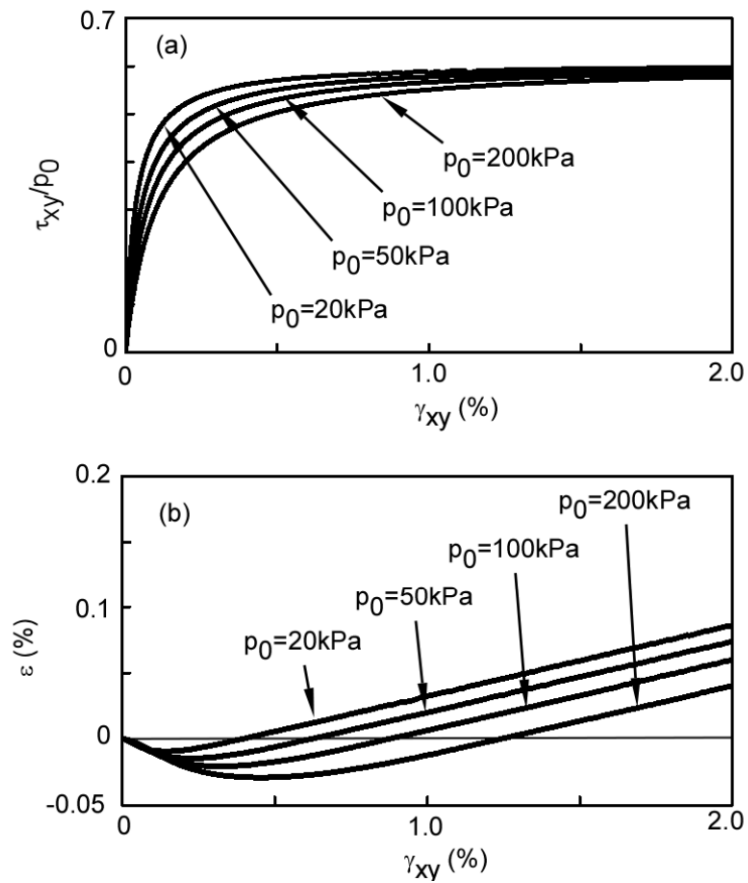 0.7
(a)
τxy/p0
p0=200kPa
p0=100kPa
p0=50kPa
p0=20kPa
0
0 1.0 2.0
γxy (%)
0.2
(b)
p0=200kPa
p0=100kPa
p0=50kPa
0.1
p0=20kPa
ε (%)
0
-0.05
0 1.0 2.0
γxy (%)